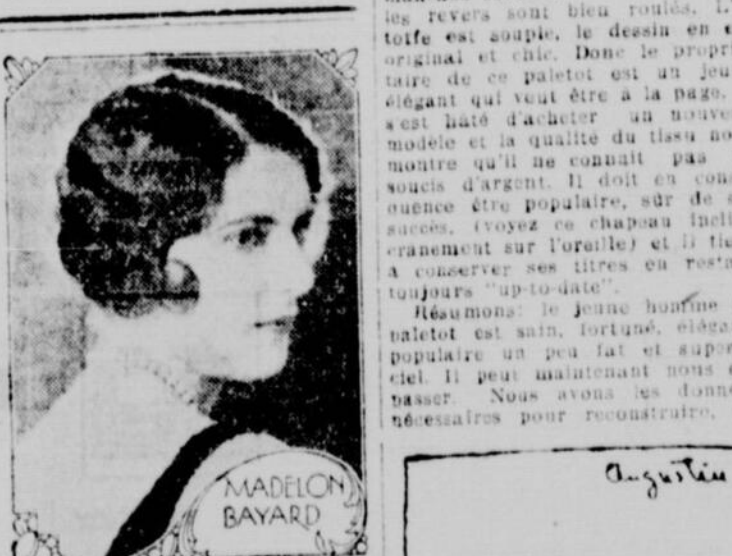 les revers sont bien roulés. L
toffe est souple, le dessin en e
original et chic. Donc le propri
taire de ce paletot est un jeu
élégant qui veut être à la page.
s'est hâté d'acheter un nouve
modèle et la qualité du tissu no
montre qu'il ne connait pas
soucis d'argent. Il doit en cons
quence être populaire, sûr de s
succès, (voyez ce chapeau incli
cranement sur l'oreille) et il tie
à conserver ses titres en resta
toujours "up-to-date".
Résumons: le jeune homme
paletot est sain, fortuné, éléga
populaire un peu fat et super
ciel. Il peut maintenant nous
passer. Nous avons les donné
nécessaires pour reconstruire,
MADELON
BAYARD
Augustin